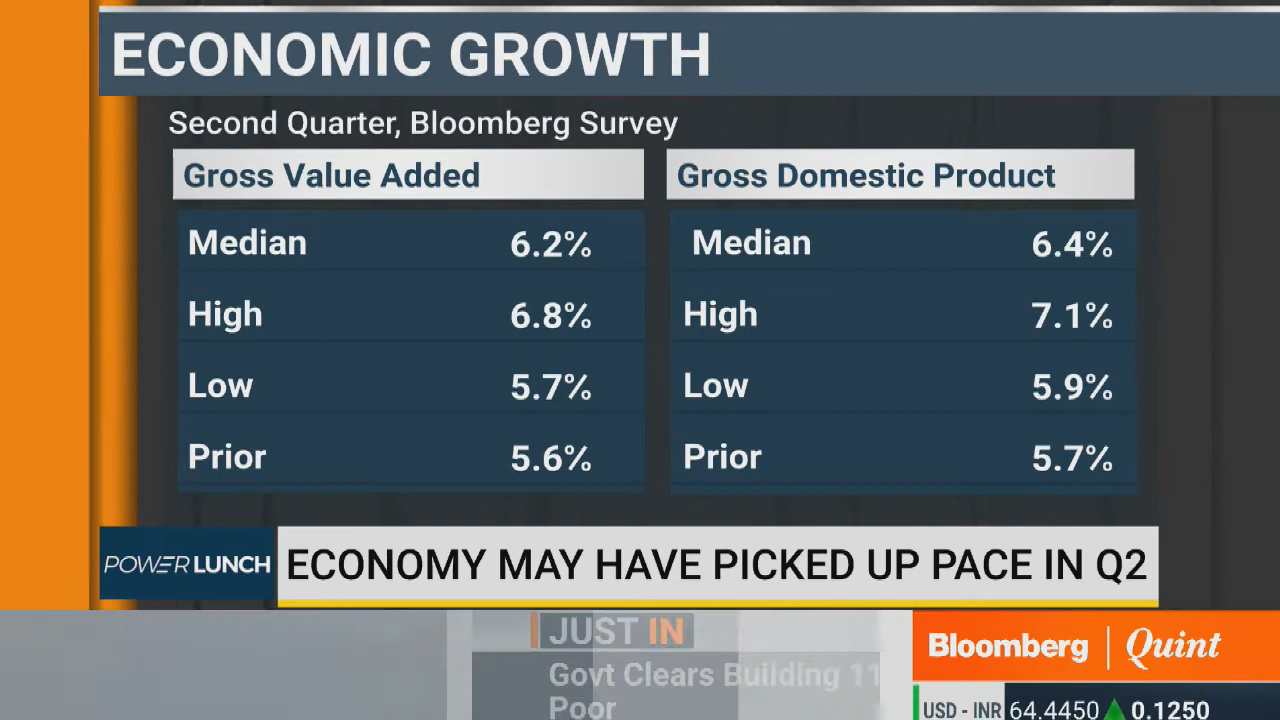 ECONOMIC GROWTH
Second Quarter, Bloomberg Survey
Gross Value Added
Median 6.2%
High 6.8%
Low 5.7%
Prior 5.6%
Gross Domestic Product
Median 6.4%
High 7.1%
Low 5.9%
Prior 5.7%
POWER LUNCH
ECONOMY MAY HAVE PICKED UP PACE IN Q2
JUST IN
Govt Clears Building 11
Poor
Bloomberg | Quint
USD - INR 64.4450 ▲ 0.1250